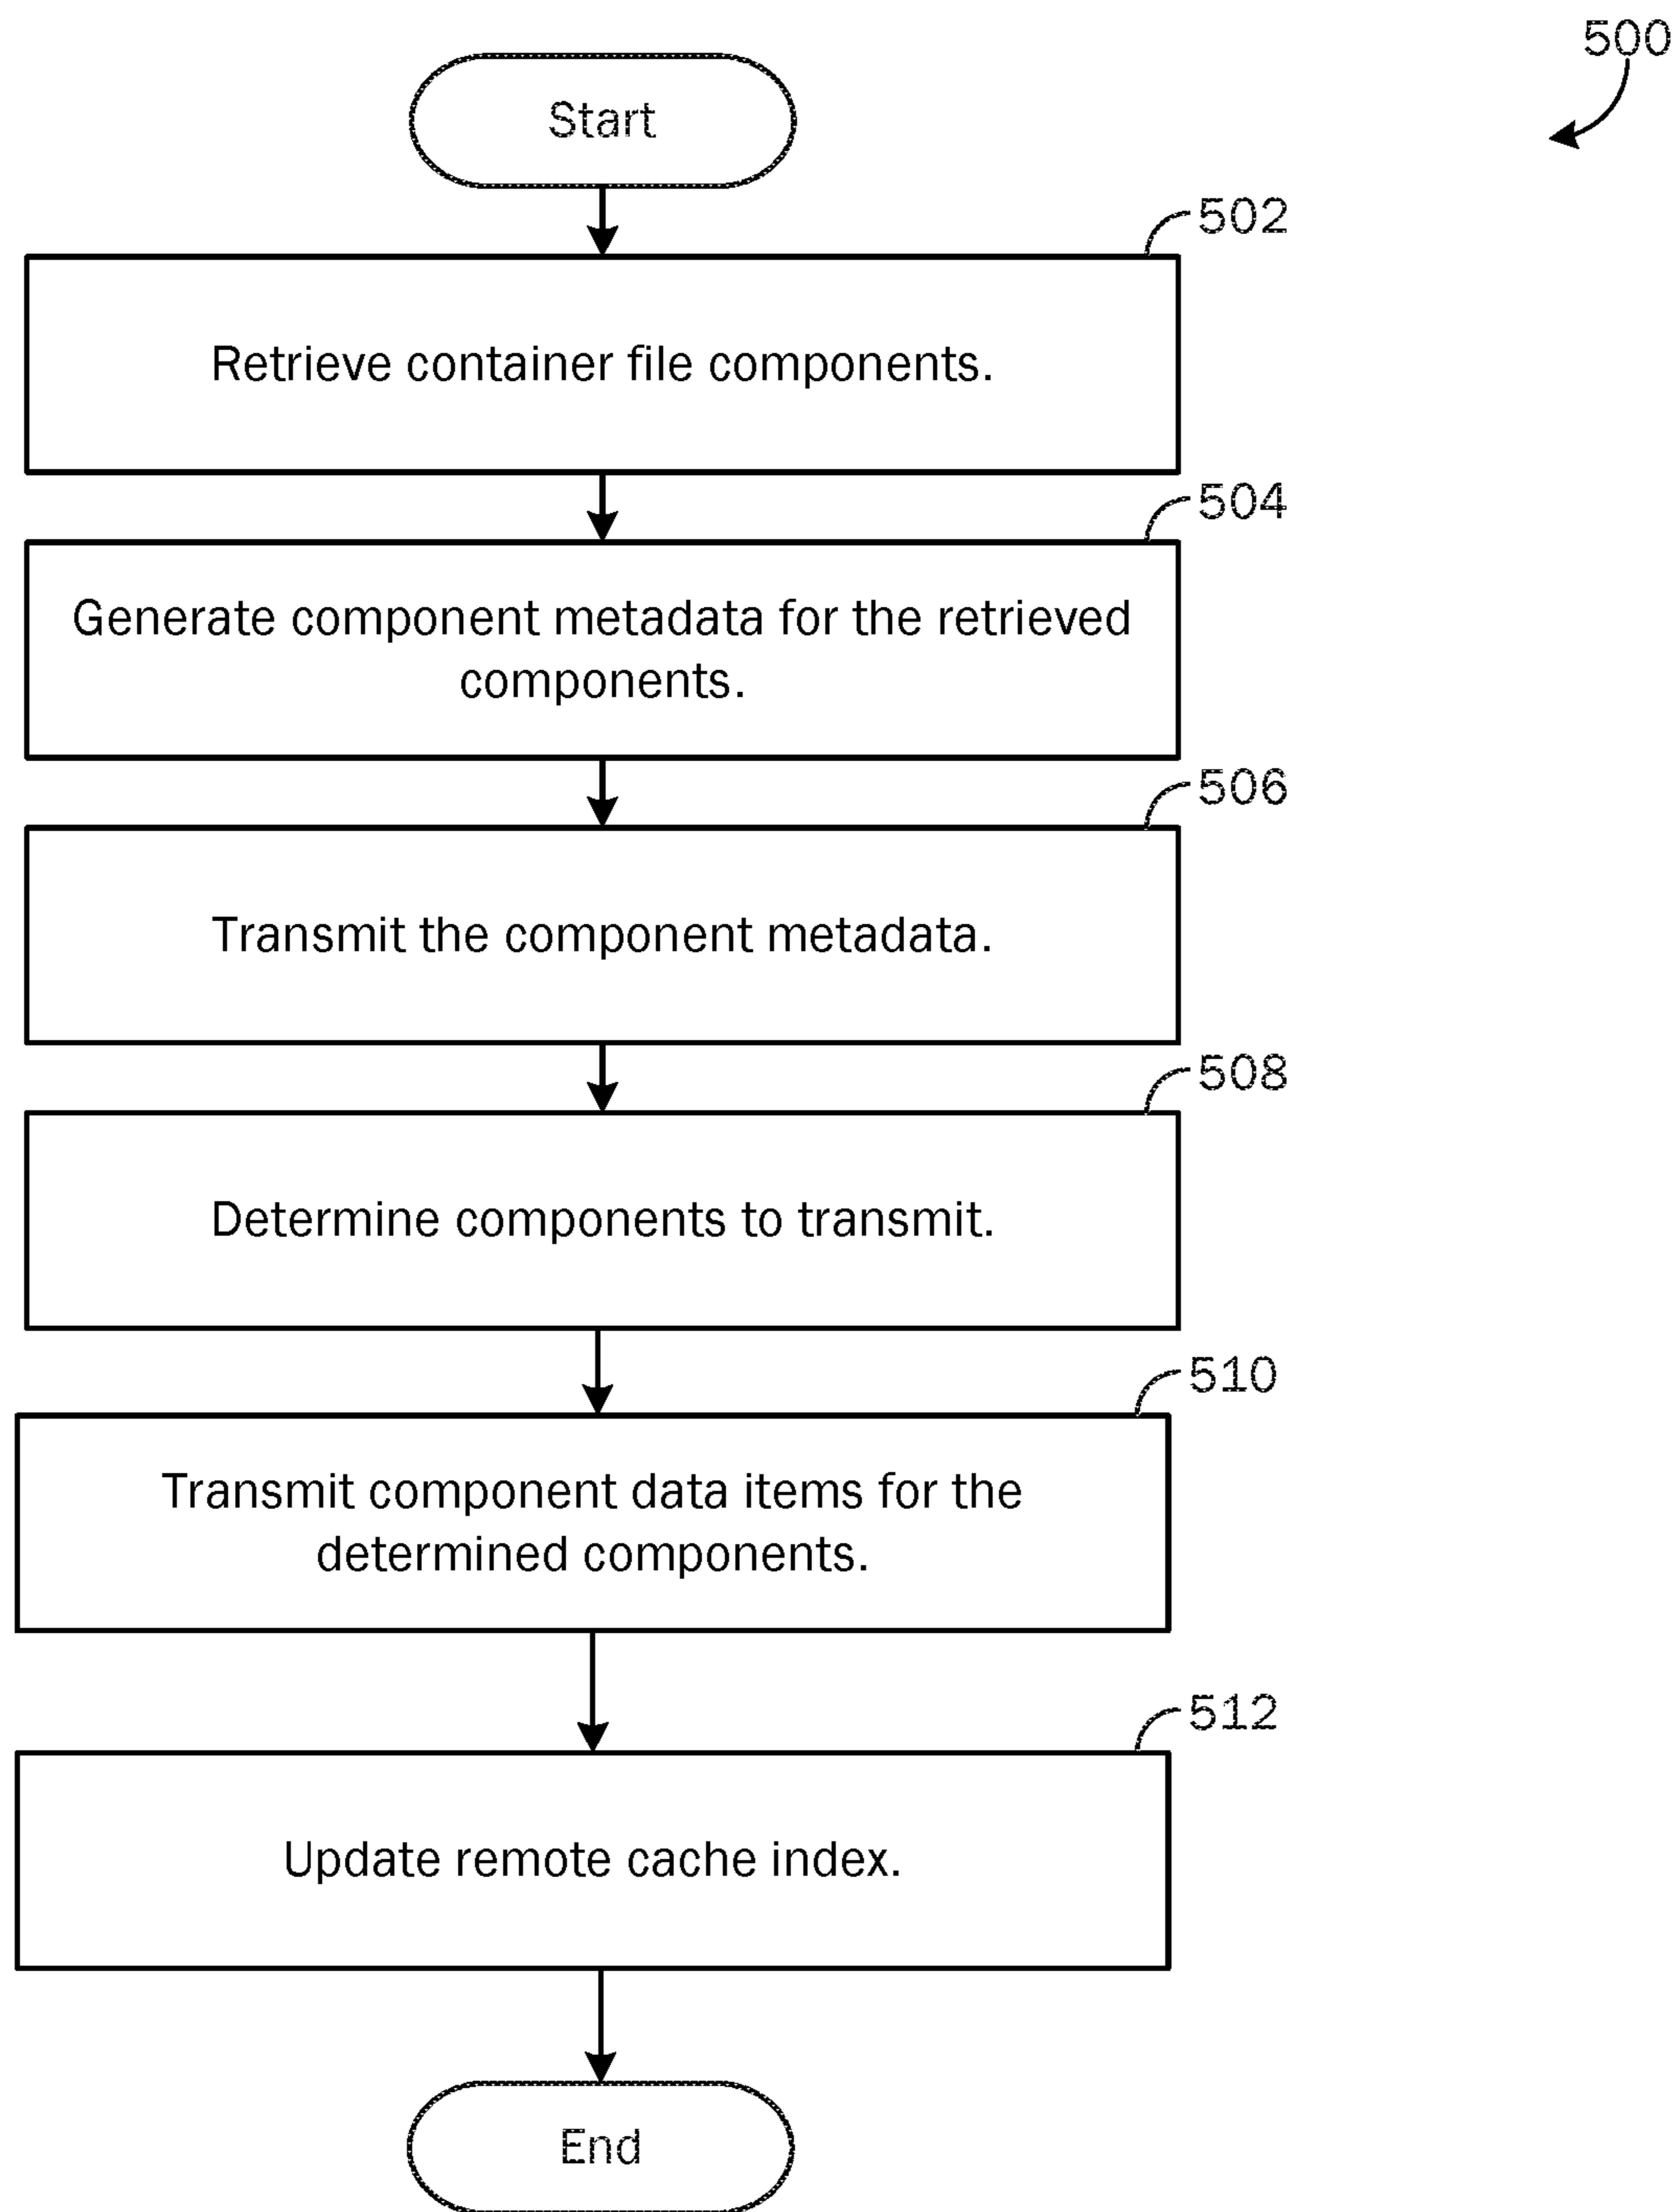 500
Start
502
Retrieve container file components.
504
Generate component metadata for the retrieved
components.
506
Transmit the component metadata.
508
Determine components to transmit.
510
Transmit component data items for the
determined components.
512
Update remote cache index.
End